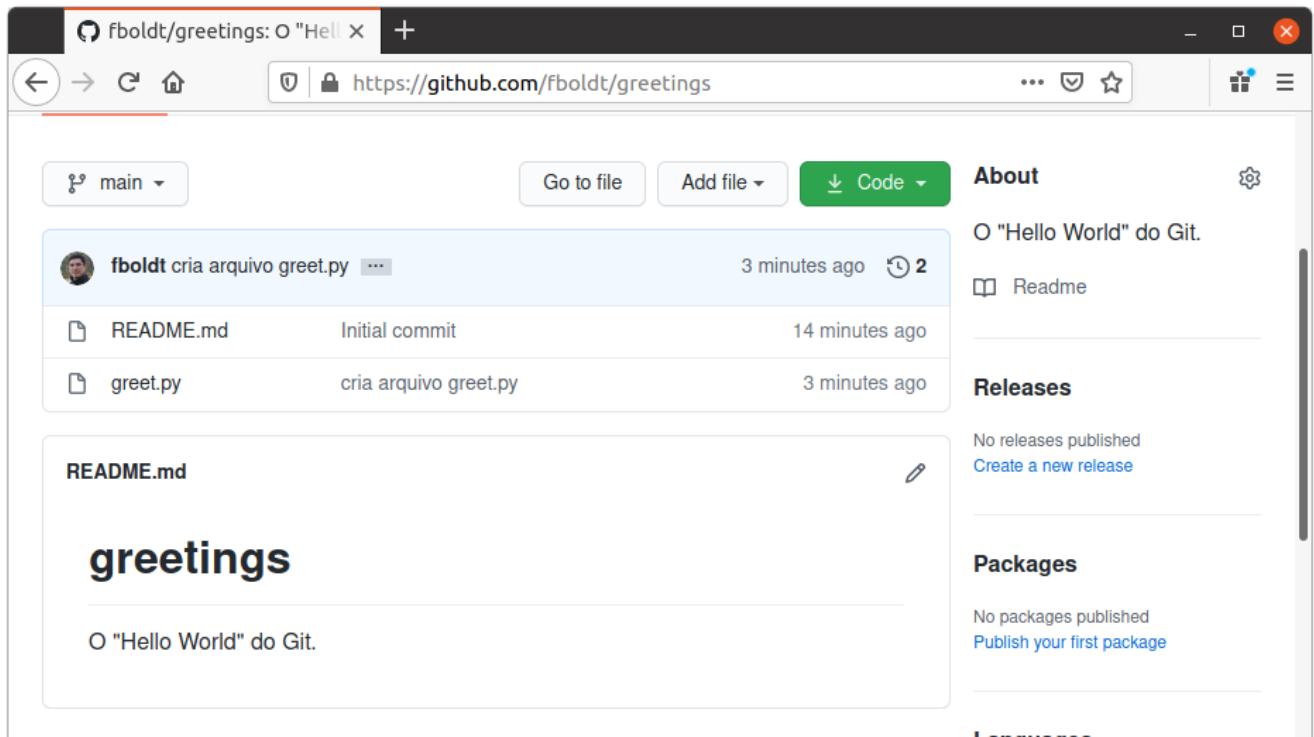 fboldt/greetings: O "Hell
https://github.com/fboldt/greetings
main
Go to file
Add file
Code
fboldt cria arquivo greet.py
3 minutes ago
2
README.md
Initial commit
14 minutes ago
greet.py
cria arquivo greet.py
3 minutes ago
README.md
greetings
O "Hello World" do Git.
About
O "Hello World" do Git.
Readme
Releases
No releases published
Create a new release
Packages
No packages published
Publish your first package